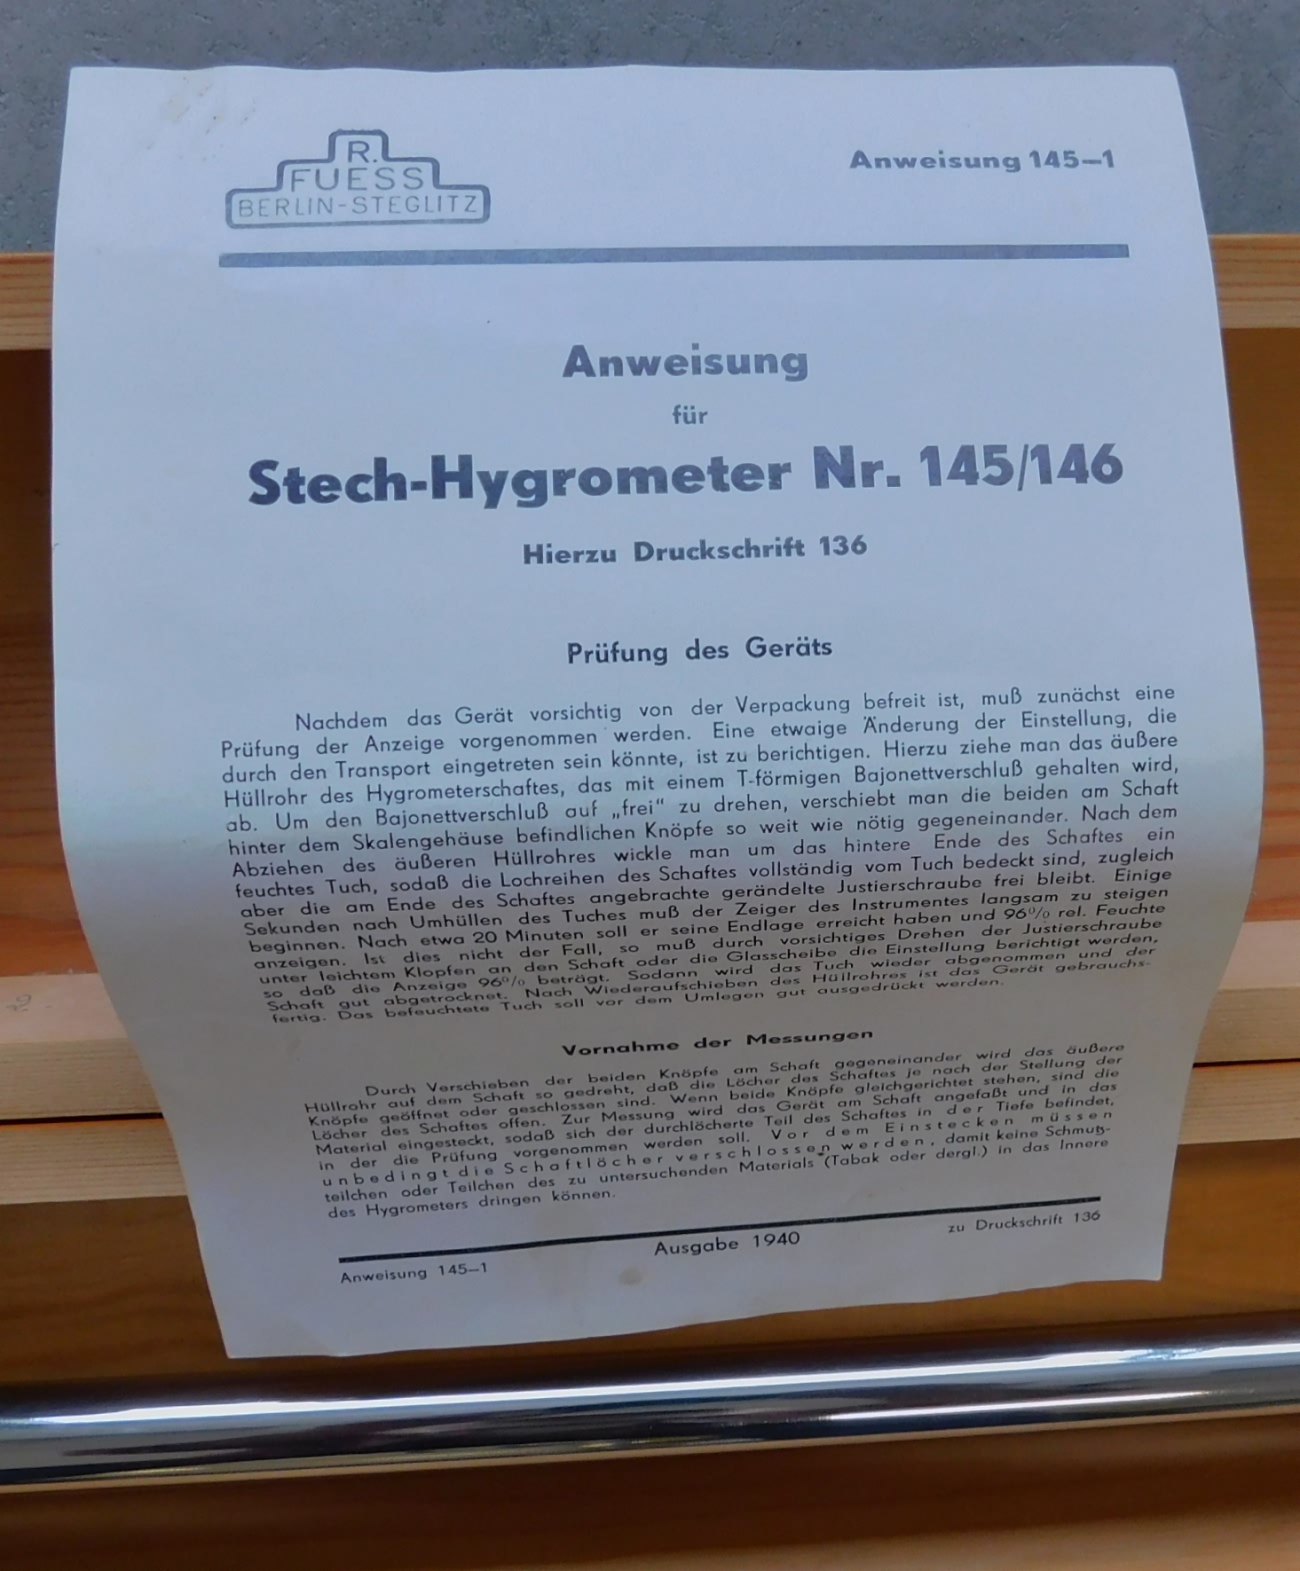 R.
FUESS
BERLIN-STEGLITZ
Anweisung 145–1
Anweisung
für
Stech-Hygrometer Nr. 145/146
Hierzu Druckschrift 136
Prüfung des Geräts
Nachdem das Gerät vorsichtig von der Verpackung befreit ist, muß zunächst eine
Prüfung der Anzeige vorgenommen werden. Eine etwaige Änderung der Einstellung, die
durch den Transport eingetreten sein könnte, ist zu berichtigen. Hierzu ziehe man das äußere
Hüllrohr des Hygrometerschaftes, das mit einem T-förmigen Bajonettverschluß gehalten wird,
ab. Um den Bajonettverschluß auf „frei“ zu drehen, verschiebt man die beiden am Schaft
hinter dem Skalengehäuse befindlichen Knöpfe so weit wie nötig gegeneinander. Nach dem
Abziehen des äußeren Hüllrohres wickle man um das hintere Ende des Schaftes ein
feuchtes Tuch, sodaß die Lochreihen des Schaftes vollständig vom Tuch bedeckt sind, zugleich
aber die am Ende des Schaftes angebrachte gerändelte Justierschraube frei bleibt. Einige
Sekunden nach Umhüllen des Tuches muß der Zeiger des Instrumentes langsam zu steigen
beginnen. Nach etwa 20 Minuten soll er seine Endlage erreicht haben und 96% rel. Feuchte
anzeigen. Ist dies nicht der Fall, so muß durch vorsichtiges Drehen der Justierschraube
unter leichtem Klopfen an den Schaft oder die Glasscheibe die Einstellung berichtigt werden,
so daß die Anzeige 96% beträgt. Sodann wird das Tuch wieder abgenommen und der
Schaft gut abgetrocknet. Nach Wiederaufschieben des Hüllrohres ist das Gerät gebrauchs-
fertig. Das befeuchtete Tuch soll vor dem Umlegen gut ausgedrückt werden.
Vornahme der Messungen
Durch Verschieben der beiden Knöpfe am Schaft gegeneinander wird das äußere
Hüllrohr auf dem Schaft so gedreht, daß die Löcher des Schaftes je nach der Stellung der
Knöpfe geöffnet oder geschlossen sind. Wenn beide Knöpfe gleichgerichtet stehen, sind die
Löcher des Schaftes offen. Zur Messung wird das Gerät am Schaft angefaßt und in das
Material eingesteckt, sodaß sich der durchlöcherte Teil des Schaftes in der Tiefe befindet,
in der die Prüfung vorgenommen werden soll. Vor dem Einstecken müssen
unbedingt die Schaftlöcher verschlossen werden, damit keine Schmutz-
teilchen oder Teilchen des zu untersuchenden Materials (Tabak oder dergl.) in das Innere
des Hygrometers dringen können.
Anweisung 145–1
Ausgabe 1940
zu Druckschrift 136